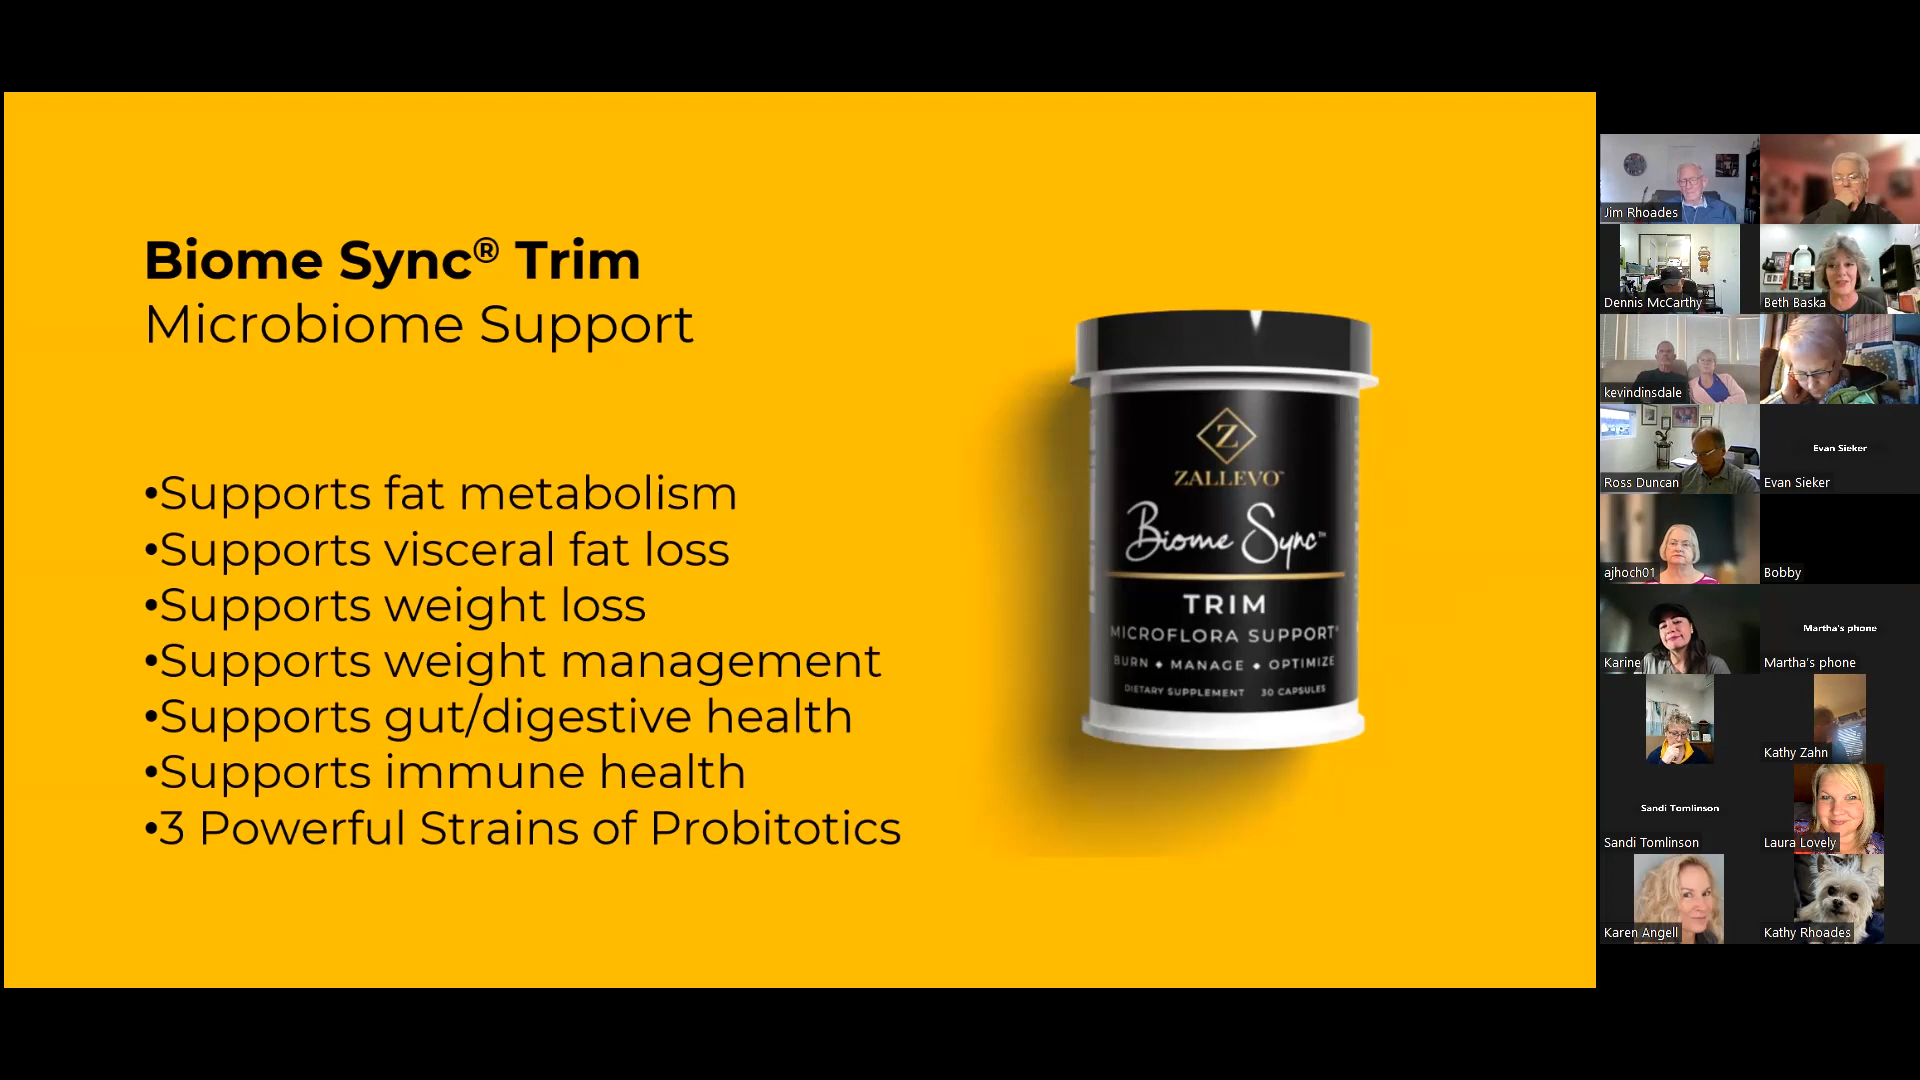 Biome Sync® Trim
Microbiome Support
•Supports fat metabolism
•Supports visceral fat loss
•Supports weight loss
•Supports weight management
•Supports gut/digestive health
•Supports immune health
•3 Powerful Strains of Probitotics
Z
ZALLEVO™
Biome Sync™
TRIM
MICROFLORA SUPPORT*
BURN ◆ MANAGE ◆ OPTIMIZE
DIETARY SUPPLEMENT 30 CAPSULES
Jim Rhoades
Dennis McCarthy
Beth Baska
kevindinsdale
Ross Duncan
Evan Sieker
Evan Sieker
ajhoch01
Bobby
Karine
Martha's phone
Martha's phone
Kathy Zahn
Sandi Tomlinson
Sandi Tomlinson
Laura Lovely
Karen Angell
Kathy Rhoades